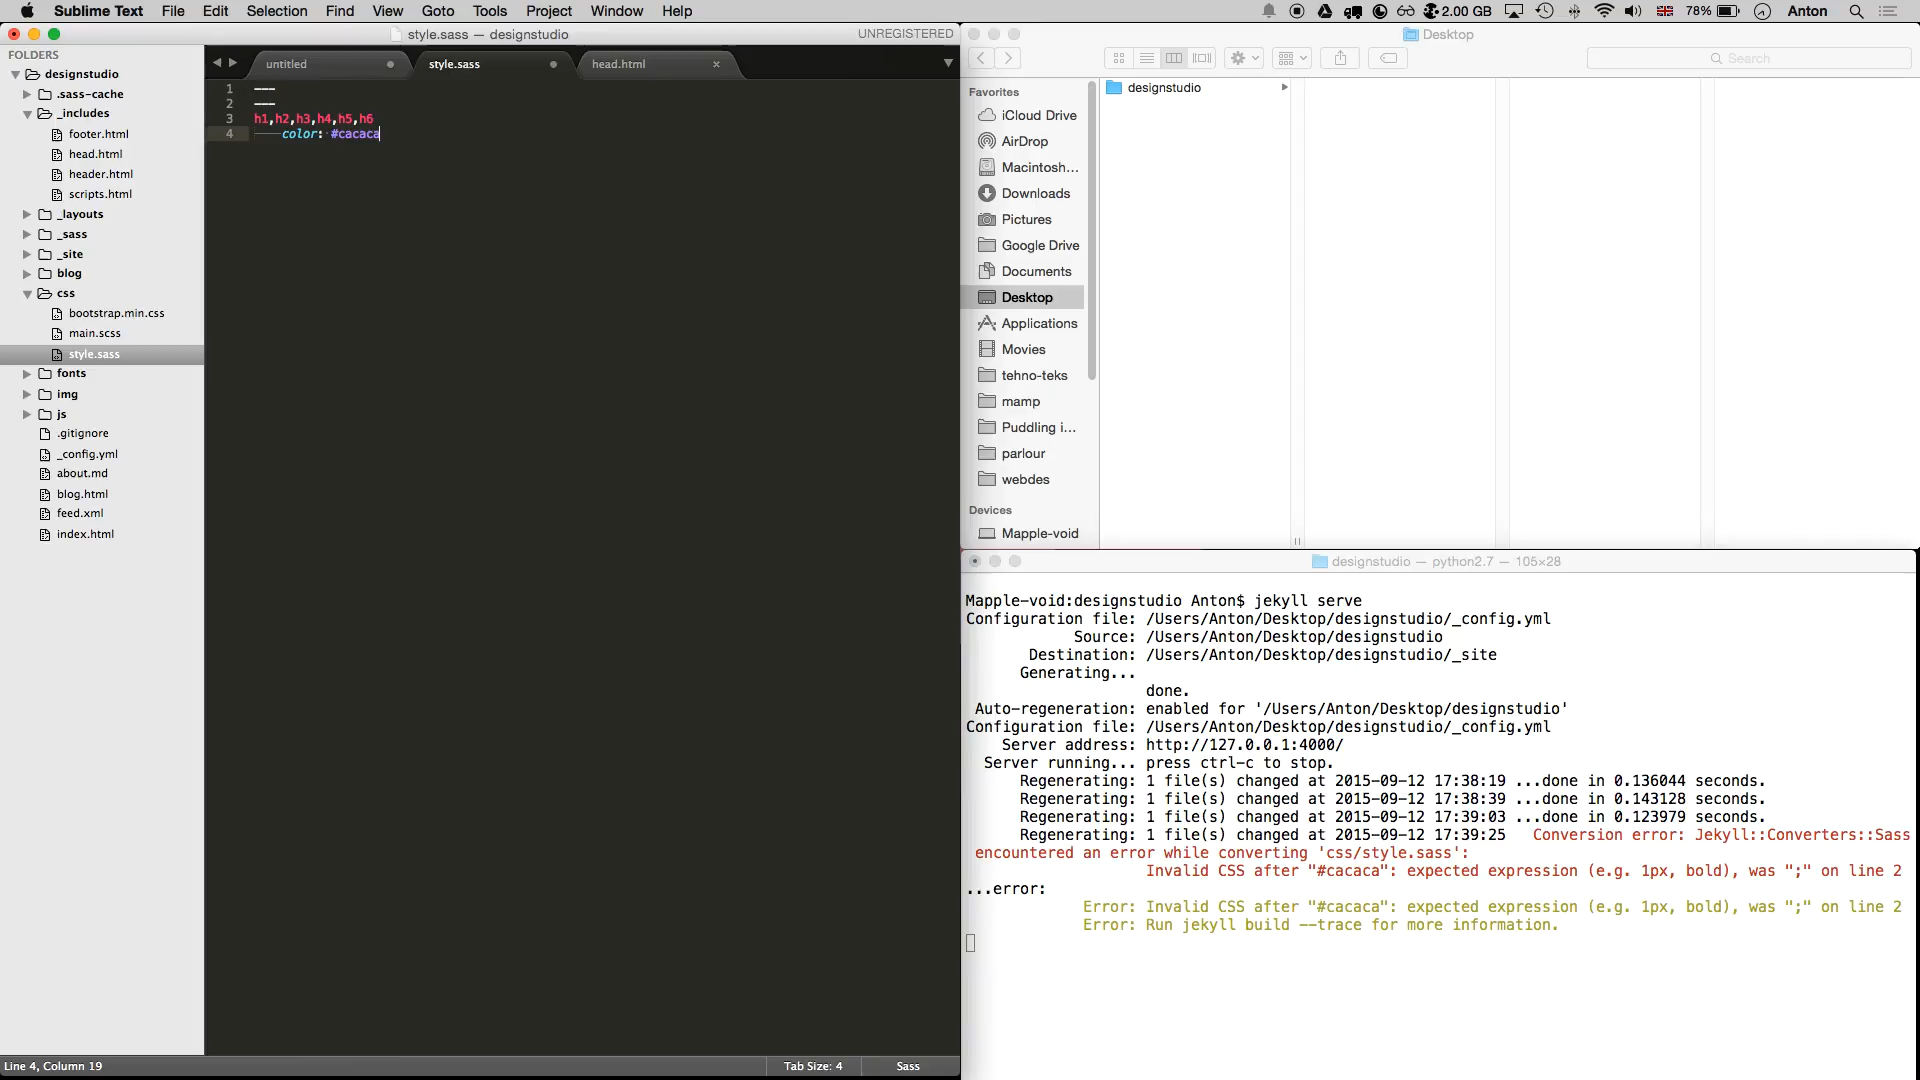 Sublime Text File Edit Selection Find View Goto Tools Project Window Help 2.00 GB 78% Anton
style.sass — designstudio UNREGISTERED
FOLDERS
designstudio
.sass-cache
_includes
footer.html
head.html
header.html
scripts.html
_layouts
_sass
_site
blog
css
bootstrap.min.css
main.scss
style.sass
fonts
img
js
.gitignore
_config.yml
about.md
blog.html
feed.xml
index.html
untitled style.sass head.html
1 ---
2 ---
3 h1,h2,h3,h4,h5,h6
4 color: #cacaca
Line 4, Column 19 Tab Size: 4 Sass
Desktop
Search
Favorites
iCloud Drive
AirDrop
Macintosh...
Downloads
Pictures
Google Drive
Documents
Desktop
Applications
Movies
tehno-teks
mamp
Puddling i...
parlour
webdes
Devices
Mapple-void
designstudio
designstudio — python2.7 — 105×28
Mapple-void:designstudio Anton$ jekyll serve
Configuration file: /Users/Anton/Desktop/designstudio/_config.yml
Source: /Users/Anton/Desktop/designstudio
Destination: /Users/Anton/Desktop/designstudio/_site
Generating...
done.
Auto-regeneration: enabled for '/Users/Anton/Desktop/designstudio'
Configuration file: /Users/Anton/Desktop/designstudio/_config.yml
Server address: http://127.0.0.1:4000/
Server running... press ctrl-c to stop.
Regenerating: 1 file(s) changed at 2015-09-12 17:38:19 ...done in 0.136044 seconds.
Regenerating: 1 file(s) changed at 2015-09-12 17:38:39 ...done in 0.143128 seconds.
Regenerating: 1 file(s) changed at 2015-09-12 17:39:03 ...done in 0.123979 seconds.
Regenerating: 1 file(s) changed at 2015-09-12 17:39:25 Conversion error: Jekyll::Converters::Sass
encountered an error while converting 'css/style.sass':
Invalid CSS after "#cacaca": expected expression (e.g. 1px, bold), was ";" on line 2
...error:
Error: Invalid CSS after "#cacaca": expected expression (e.g. 1px, bold), was ";" on line 2
Error: Run jekyll build --trace for more information.